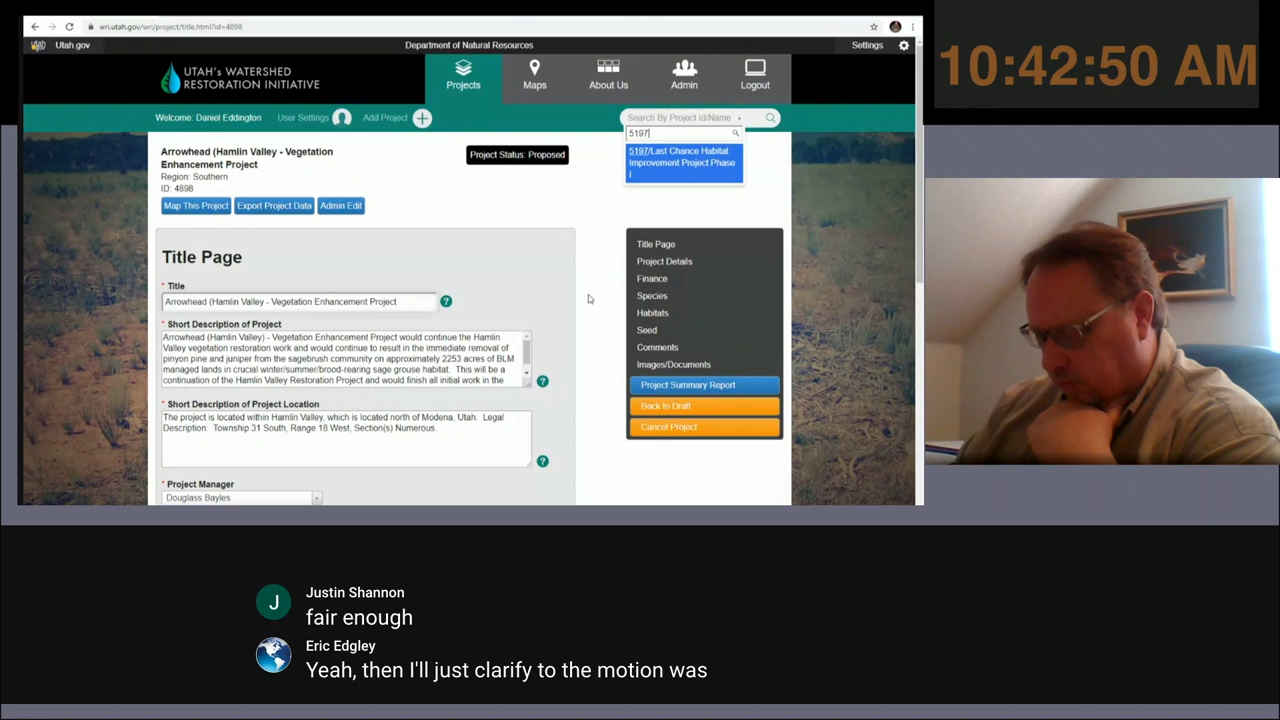 wri.utah.gov/wri/project/title.html?id=4898
Utah.gov
Department of Natural Resources
Settings
10:42:50 AM
UTAH's WATERSHED
RESTORATION INITIATIVE
Projects
Maps
About Us
Admin
Logout
Welcome: Daniel Eddington
User Settings
Add Project
Search By Project Id/Name
5197
5197/Last Chance Habitat
Improvement Project Phase
I
Arrowhead (Hamlin Valley - Vegetation
Enhancement Project
Region: Southern
ID: 4898
Project Status: Proposed
Map This Project
Export Project Data
Admin Edit
Title Page
* Title
Arrowhead (Hamlin Valley - Vegetation Enhancement Project
?
* Short Description of Project
Arrowhead (Hamlin Valley) - Vegetation Enhancement Project would continue the Hamlin
Valley vegetation restoration work and would continue to result in the immediate removal of
pinyon pine and juniper from the sagebrush community on approximately 2253 acres of BLM
managed lands in crucial winter/summer/brood-rearing sage grouse habitat. This will be a
continuation of the Hamlin Valley Restoration Project and would finish all initial work in the
?
* Short Description of Project Location
The project is located within Hamlin Valley, which is located north of Modena, Utah. Legal
Description: Township 31 South, Range 18 West, Section(s) Numerous.
?
* Project Manager
Douglass Bayles
Title Page
Project Details
Finance
Species
Habitats
Seed
Comments
Images/Documents
Project Summary Report
Back to Draft
Cancel Project
J
Justin Shannon
fair enough
Eric Edgley
Yeah, then I'll just clarify to the motion was